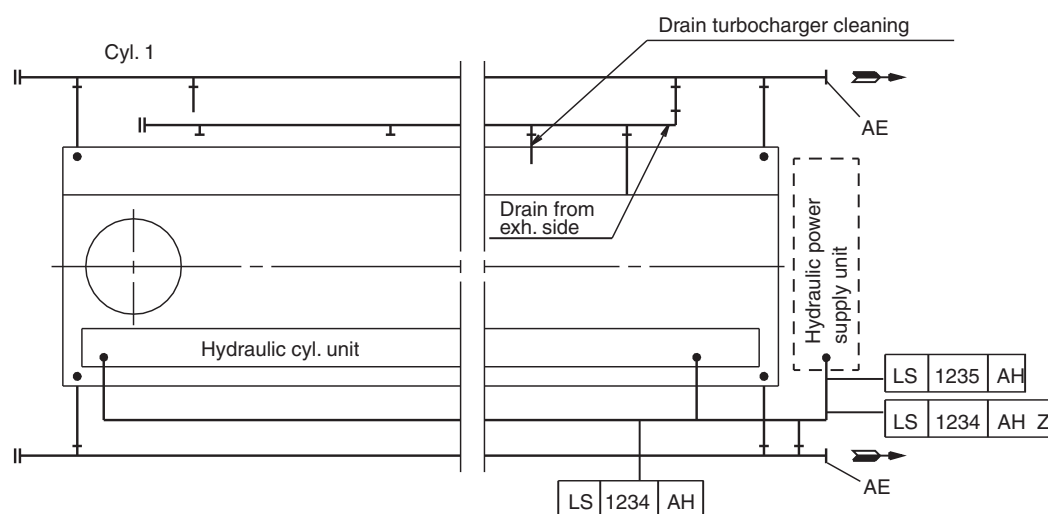 Drain turbocharger cleaning
Cyl. 1
AE
Drain from
exh. side
Hydraulic power
supply unit
Hydraulic cyl. unit
LS 1235 AH
LS 1234 AH Z
AE
LS 1234 AH